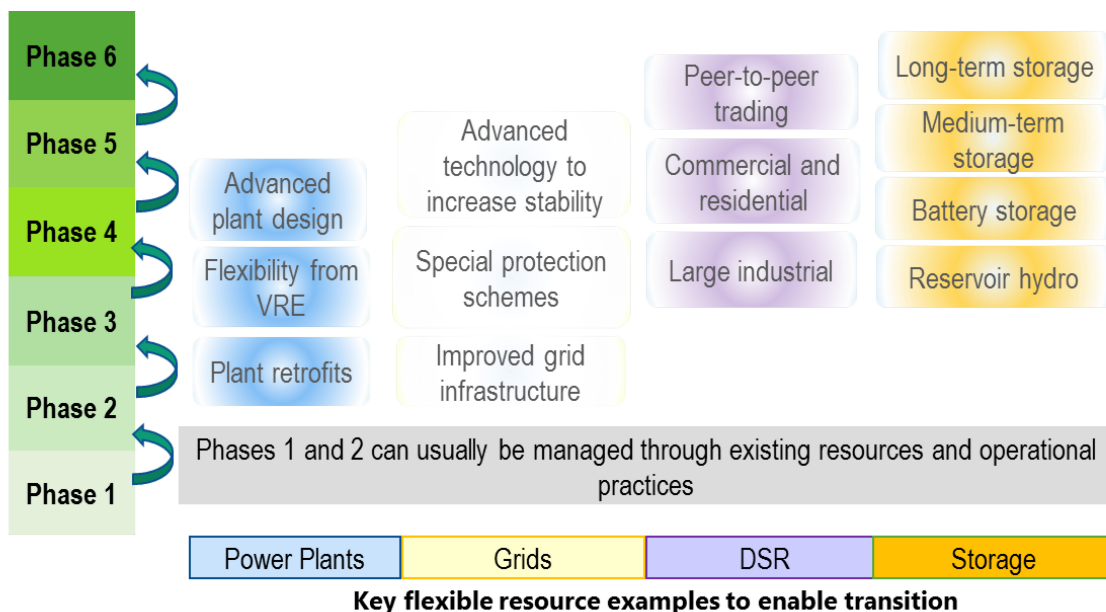 Phase 6
Phase 5
Phase 4
Phase 3
Phase 2
Phase 1
Advanced
plant design
Flexibility from
VRE
Plant retrofits
Advanced
technology to
increase stability
Special protection
schemes
Improved grid
infrastructure
Peer-to-peer
trading
Commercial and
residential
Large industrial
Long-term storage
Medium-term
storage
Battery storage
Reservoir hydro
Phases 1 and 2 can usually be managed through existing resources and operational
practices
Power Plants
Grids
DSR
Storage
Key flexible resource examples to enable transition